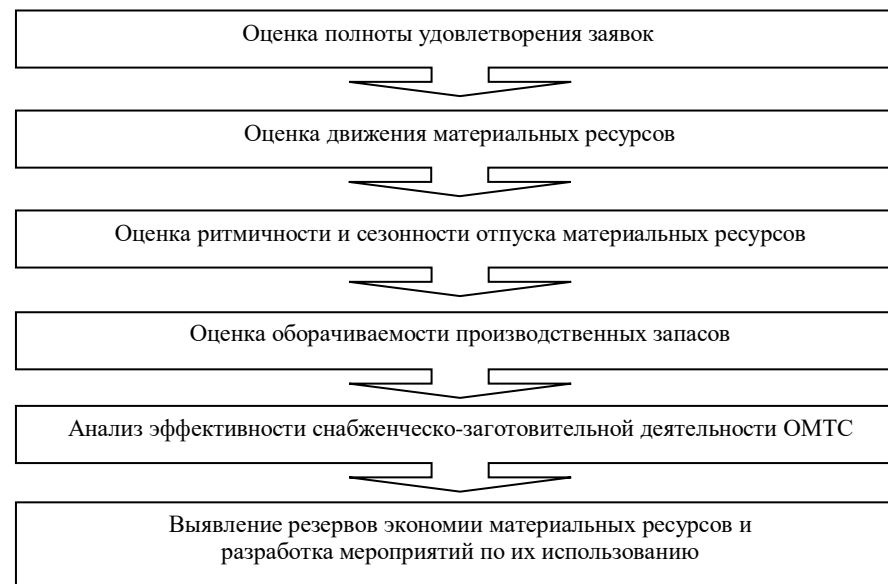 Оценка полноты удовлетворения заявок
Оценка движения материальных ресурсов
Оценка ритмичности и сезонности отпуска материальных ресурсов
Оценка оборачиваемости производственных запасов
Анализ эффективности снабженческо-заготовительной деятельности ОМТС
Выявление резервов экономии материальных ресурсов и
разработка мероприятий по их использованию